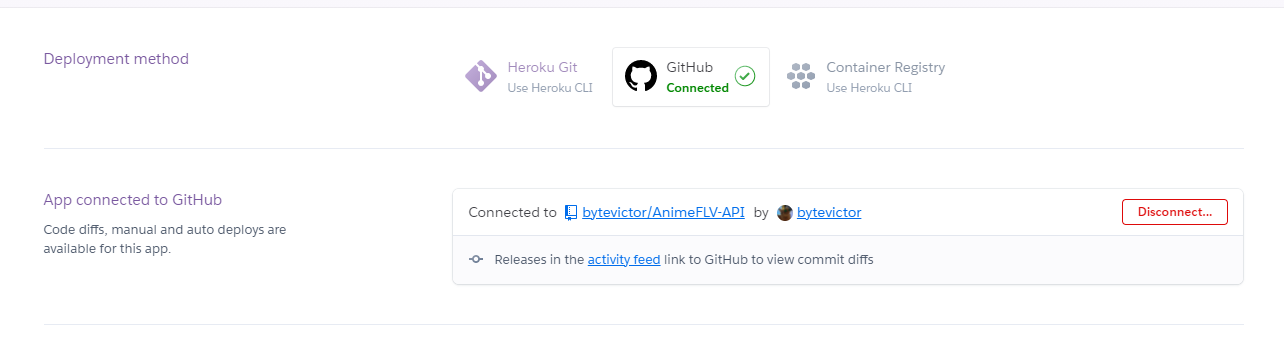 Deployment method
Heroku Git
Use Heroku CLI
GitHub
Connected
Container Registry
Use Heroku CLI
App connected to GitHub
Code diffs, manual and auto deploys are
available for this app.
Connected to bytevictor/AnimeFLV-API by bytevictor
Disconnect...
Releases in the activity feed link to GitHub to view commit diffs